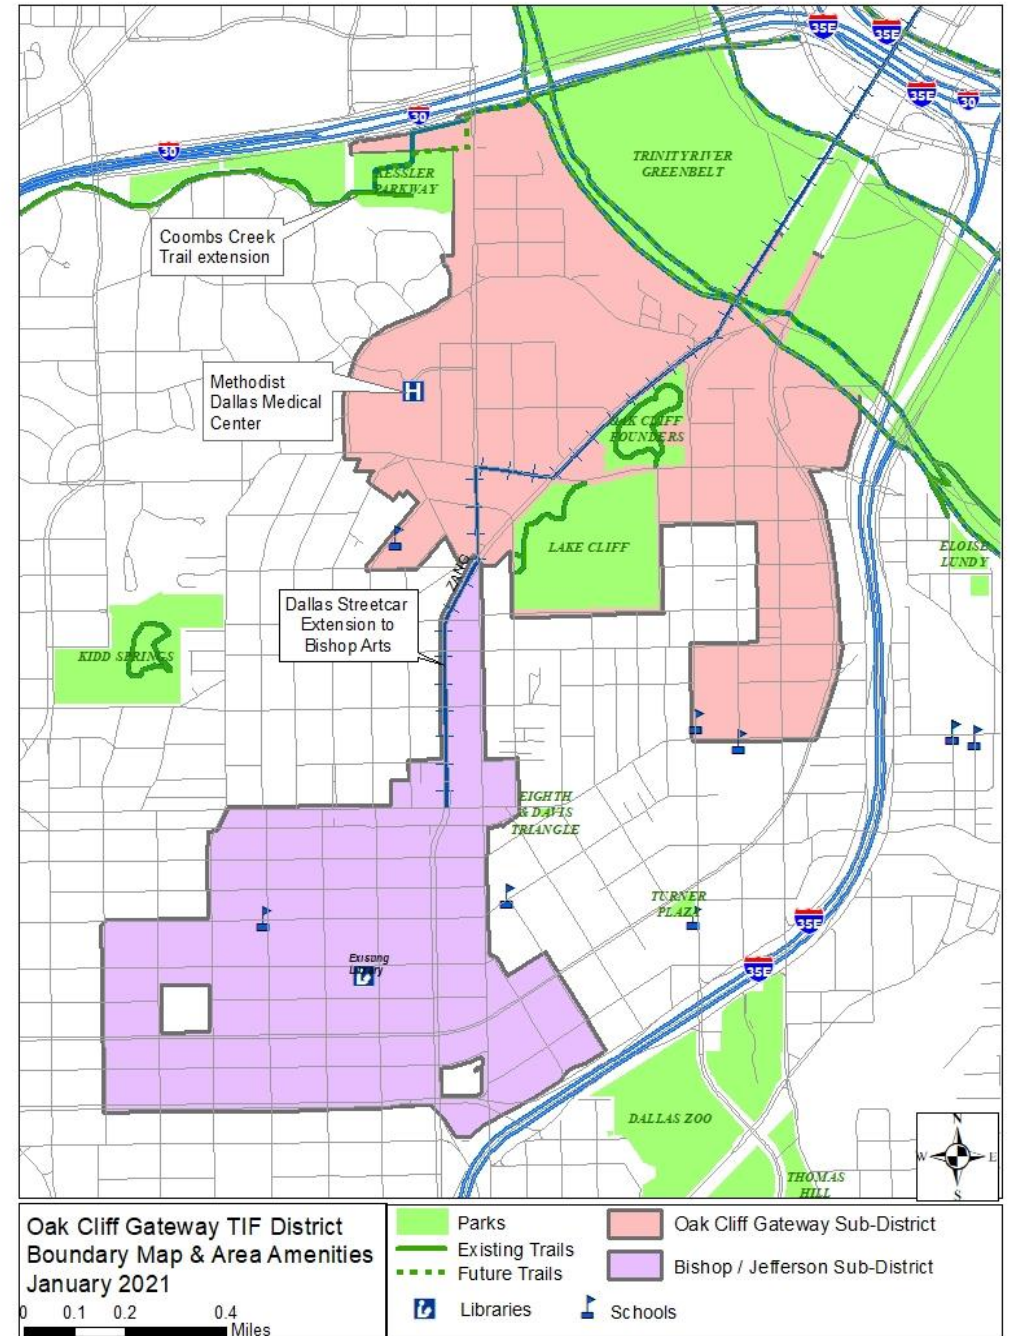 35E
35E
35E
30
30
30
TRINITYRIVER
GREENBELT
KESSLER
PARKWAY
Coombs Creek
Trail extension
Methodist
Dallas Medical
Center
H
OAK CLIFF
FOUNDERS
LAKE CLIFF
ELOISE
LUNDY
ZANG
Dallas Streetcar
Extension to
Bishop Arts
KIDD SPRINGS
EIGHTH
& DAVIS
TRIANGLE
TURNER
PLAZA
35E
35E
Existing
Library
DALLAS ZOO
THOMAS
HILL
N
W
E
S
Oak Cliff Gateway TIF District
Boundary Map & Area Amenities
January 2021
0 0.1 0.2 0.4
Miles
Parks
Existing Trails
Future Trails
Libraries
Schools
Oak Cliff Gateway Sub-District
Bishop / Jefferson Sub-District